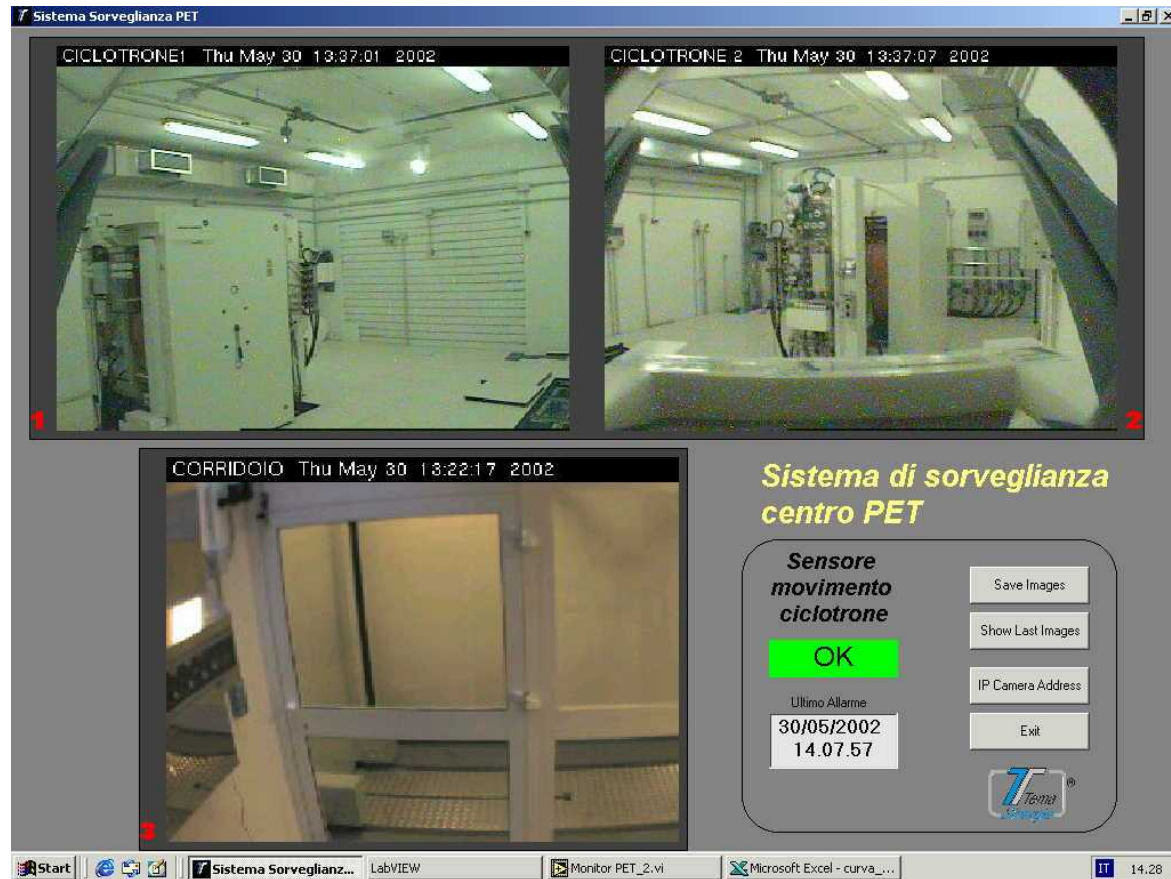 Sistema Sorveglianza PET
CICLOTRONE1 Thu May 30 13:37:01 2002
CICLOTRONE 2 Thu May 30 13:37:07 2002
1
2
CORRIDOIO Thu May 30 13:22:17 2002
3
Sistema di sorveglianza
centro PET
Sensore
movimento
ciclotrone
OK
Ultimo Allarme
30/05/2002
14.07.57
Save Images
Show Last Images
IP Camera Address
Exit
Tema
Sinergie
®
Start
Sistema Sorveglianz...
LabVIEW
Monitor PET_2.vi
Microsoft Excel - curva_...
IT
14.28